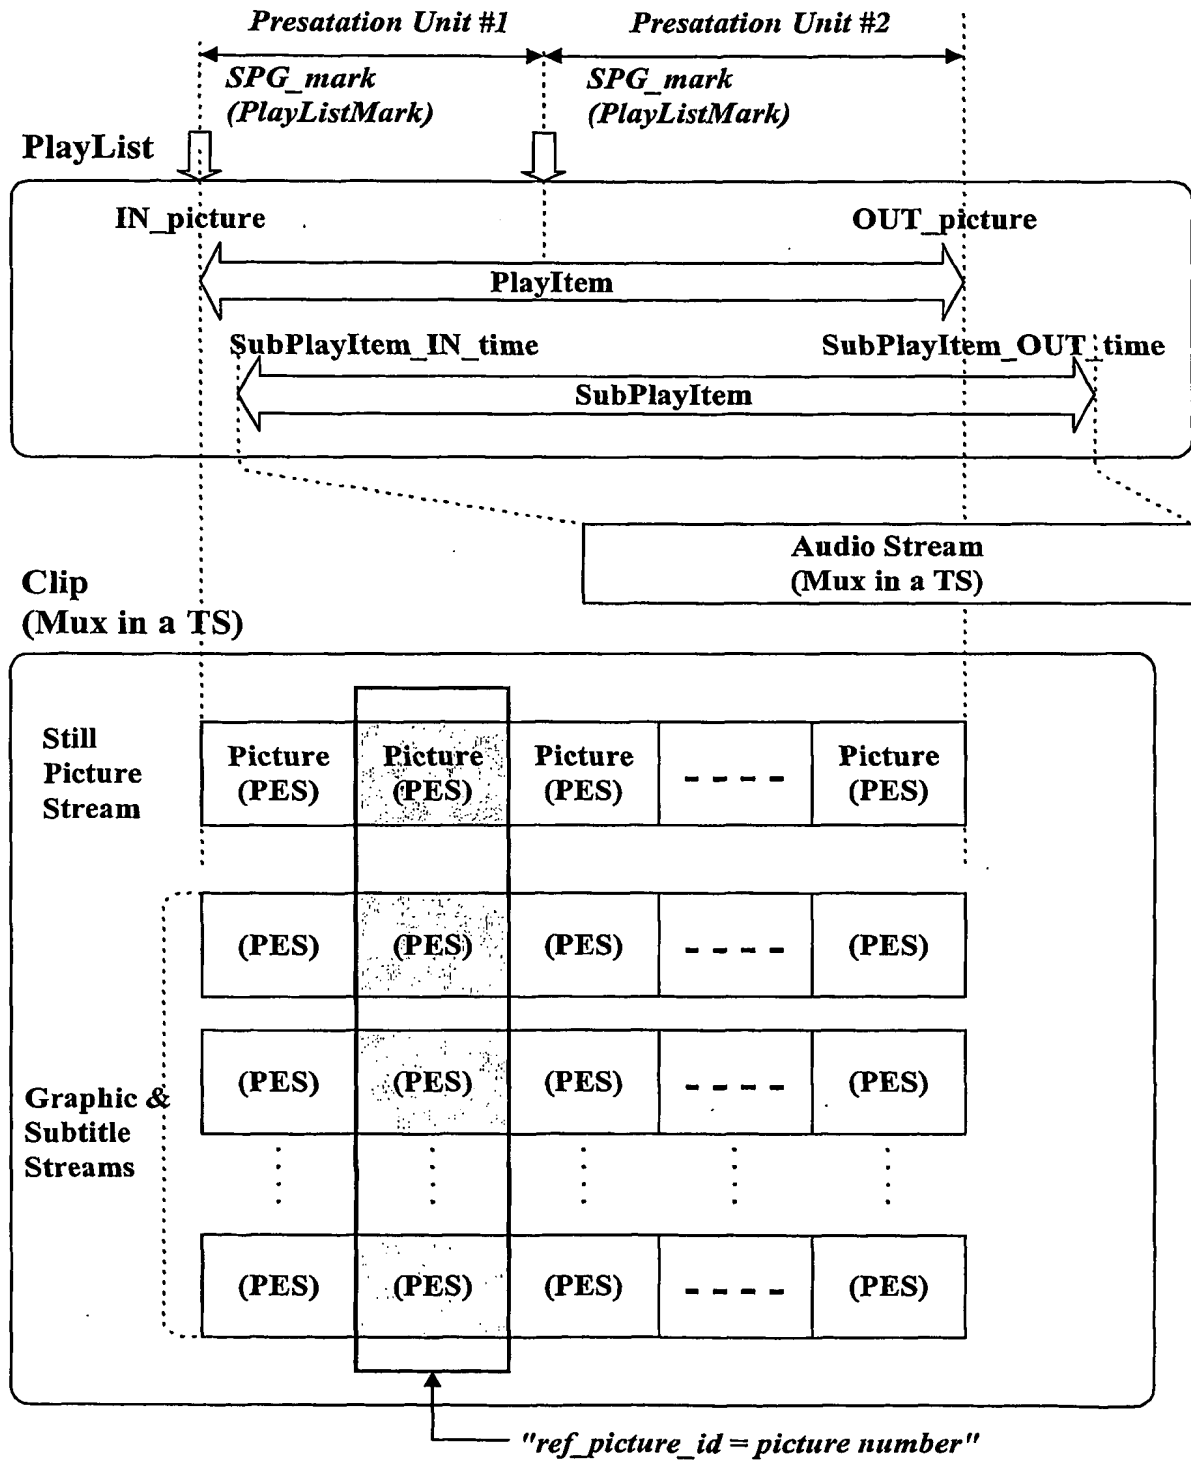 Presatation Unit #1
Presatation Unit #2
SPG_mark
(PlayListMark)
SPG_mark
(PlayListMark)
PlayList
IN_picture
OUT_picture
PlayItem
SubPlayItem_IN_time
SubPlayItem_OUT_time
SubPlayItem
Audio Stream
(Mux in a TS)
Clip
(Mux in a TS)
Still
Picture
Stream
Picture
(PES)
Picture
(PES)
Picture
(PES)
Picture
(PES)
(PES)
(PES)
(PES)
(PES)
(PES)
(PES)
(PES)
(PES)
Graphic &
Subtitle
Streams
(PES)
(PES)
(PES)
(PES)
"ref_picture_id = picture number"